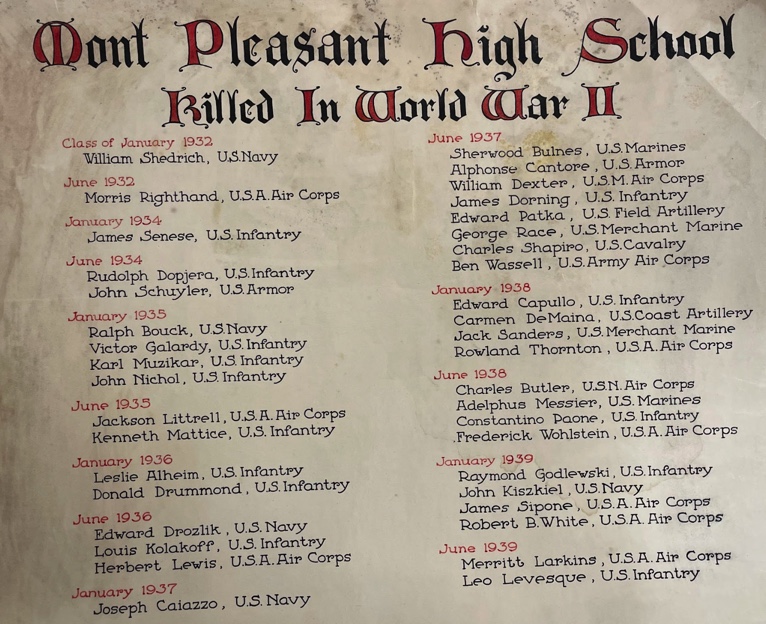 Mont Pleasant High School
Killed In World War II
Class of January 1932
William Shedrich, U.S.Navy
June 1932
Morris Righthand, U.S.A.Air Corps
January 1934
James Senese, U.S.Infantry
June 1934
Rudolph Dopjera, U.S.Infantry
John Schuyler, U.S.Armor
January 1935
Ralph Bouck, U.S.Navy
Victor Galardy, U.S.Infantry
Karl Muzikar, U.S.Infantry
John Nichol, U.S.Infantry
June 1935
Jackson Littrell, U.S.A.Air Corps
Kenneth Mattice, U.S.Infantry
January 1936
Leslie Alheim, U.S.Infantry
Donald Drummond, U.S.Infantry
June 1936
Edward Drozlik, U.S.Navy
Louis Kolakoff, U.S.Infantry
Herbert Lewis, U.S.A.Air Corps
January 1937
Joseph Caiazzo, U.S.Navy
June 1937
Sherwood Bulnes, U.S.Marines
Alphonse Cantore, U.S.Armor
William Dexter, U.S.M.Air Corps
James Dorning, U.S.Infantry
Edward Patka, U.S.Field Artillery
George Race, U.S.Merchant Marine
Charles Shapiro, U.S.Cavalry
Ben Wassell, U.S.Army Air Corps
January 1938
Edward Capullo, U.S.Infantry
Carmen DeMaina, U.S.Coast Artillery
Jack Sanders, U.S.Merchant Marine
Rowland Thornton, U.S.A.Air Corps
June 1938
Charles Butler, U.S.N.Air Corps
Adelphus Messier, U.S.Marines
Constantino Paone, U.S.Infantry
Frederick Wohlstein, U.S.A.Air Corps
January 1939
Raymond Godlewski, U.S.Infantry
John Kiszkiel, U.S.Navy
James Sipone, U.S.A.Air Corps
Robert B.White, U.S.A.Air Corps
June 1939
Merritt Larkins, U.S.A.Air Corps
Leo Levesque, U.S.Infantry